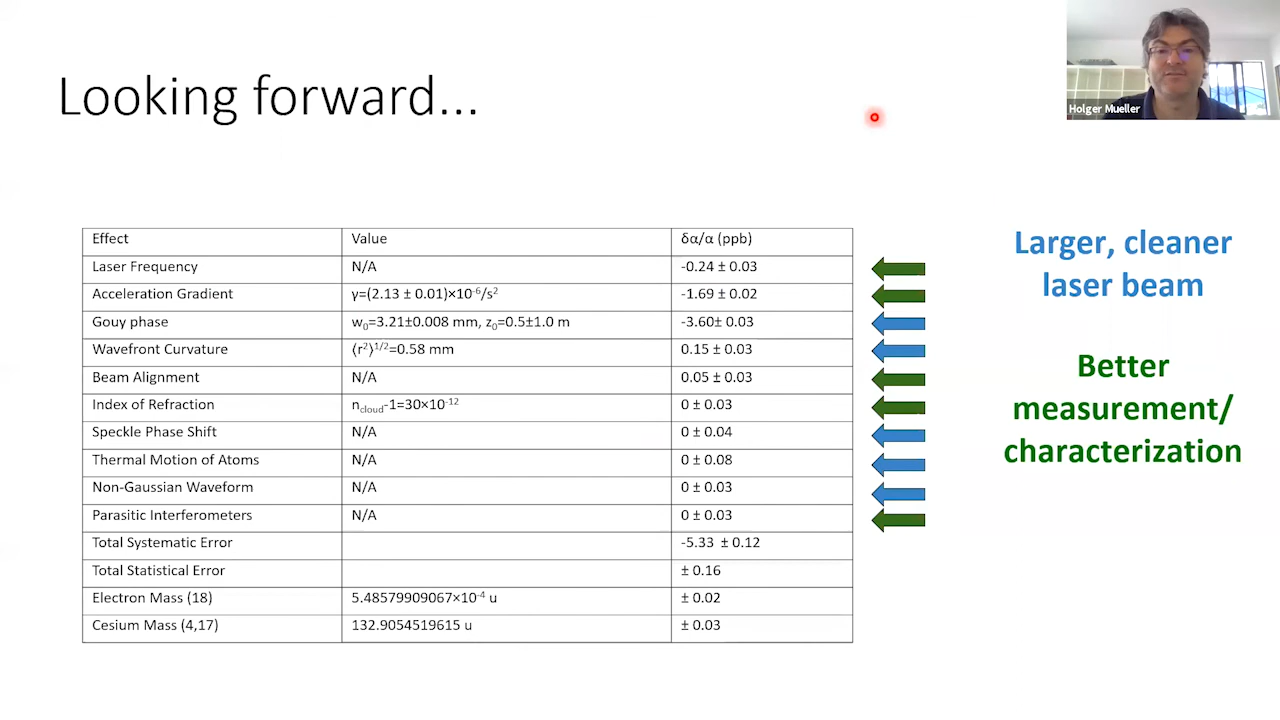 Holger Mueller
Looking forward...
Effect Value δα/α (ppb)
Laser Frequency N/A -0.24 ± 0.03
Acceleration Gradient γ=(2.13 ± 0.01)×10⁻⁶/s²  -1.69 ± 0.02
Gouy phase w₀=3.21±0.008 mm, z₀=0.5±1.0 m -3.60± 0.03
Wavefront Curvature ⟨r²⟩¹ᐟ²=0.58 mm 0.15 ± 0.03
Beam Alignment N/A 0.05 ± 0.03
Index of Refraction n_cloud-1=30×10⁻¹² 0 ± 0.03
Speckle Phase Shift N/A 0 ± 0.04
Thermal Motion of Atoms N/A 0 ± 0.08
Non-Gaussian Waveform N/A 0 ± 0.03
Parasitic Interferometers N/A 0 ± 0.03
Total Systematic Error -5.33 ± 0.12
Total Statistical Error ± 0.16
Electron Mass (18) 5.48579909067×10⁻⁴ u ± 0.02
Cesium Mass (4,17) 132.9054519615 u ± 0.03
Larger, cleaner
laser beam
Better
measurement/
characterization